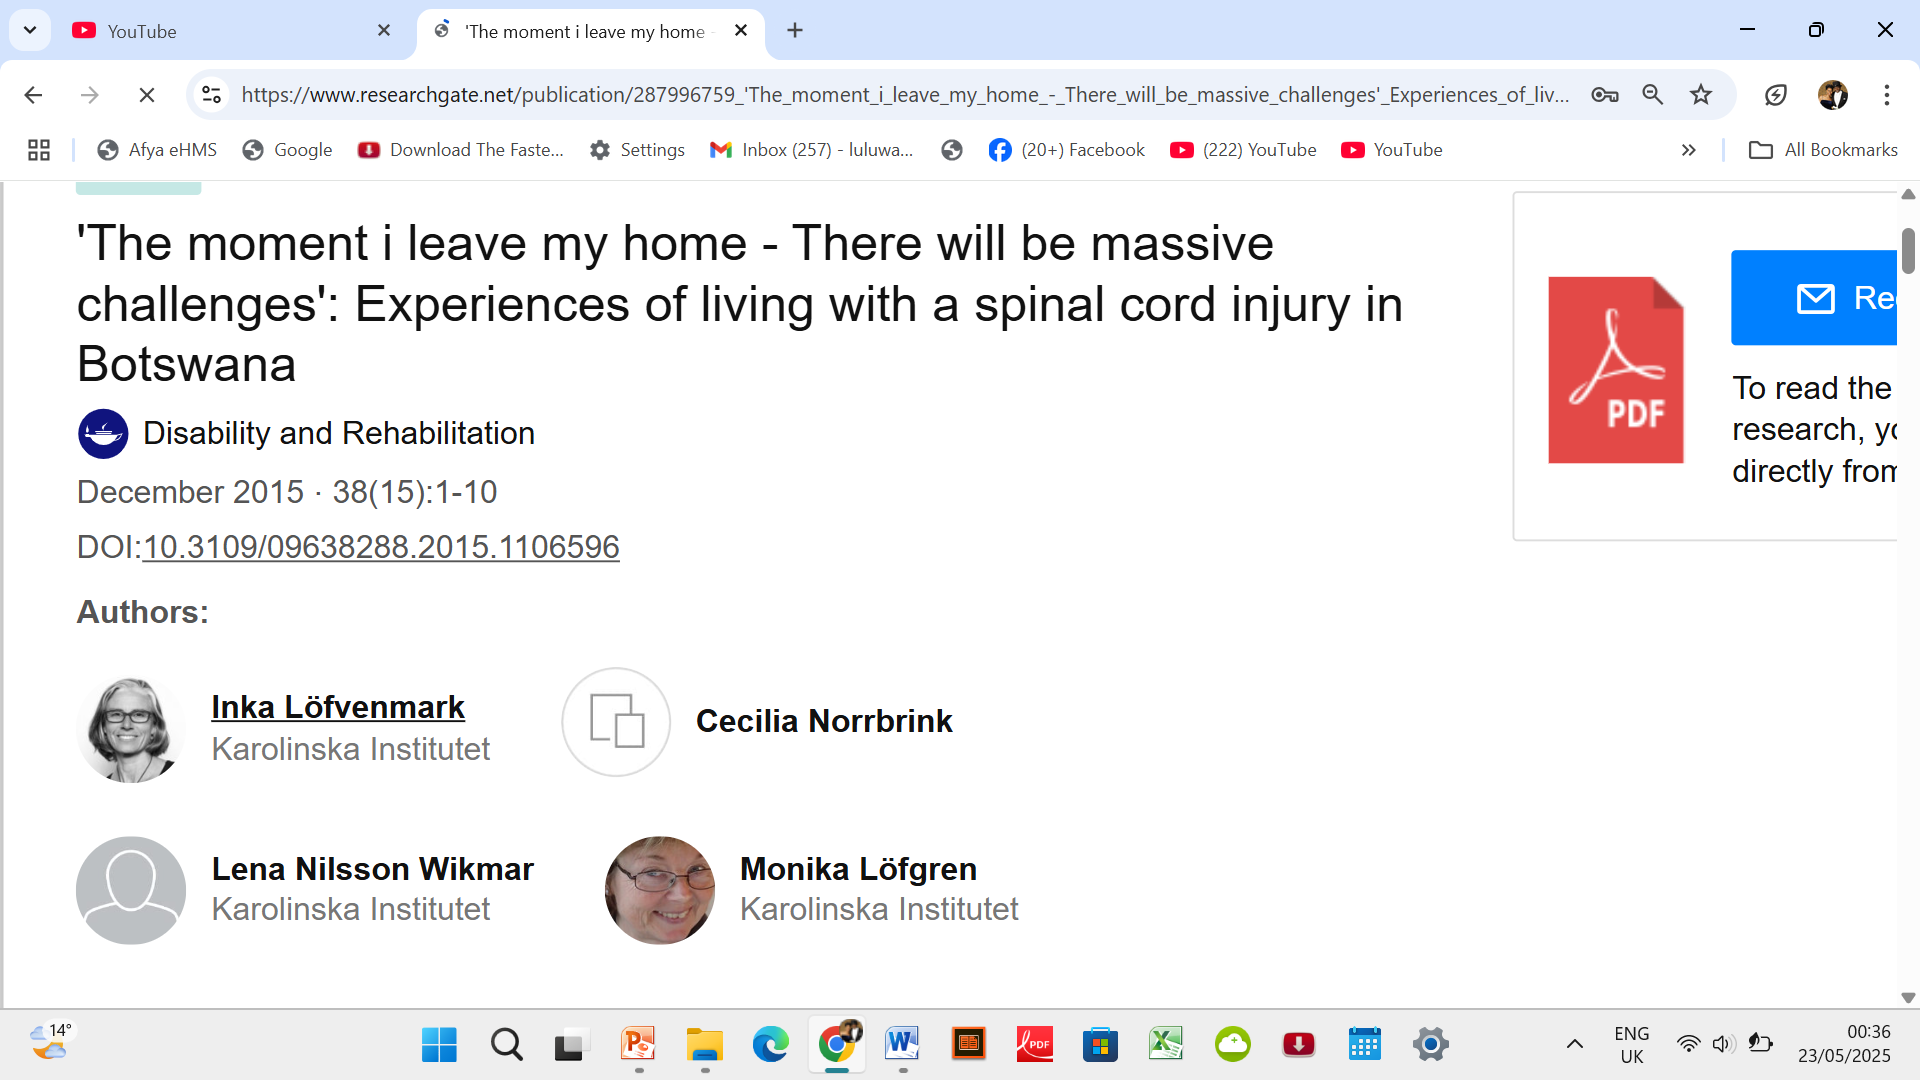 YouTube
'The moment i leave my home -
https://www.researchgate.net/publication/287996759_'The_moment_i_leave_my_home_-_There_will_be_massive_challenges'_Experiences_of_liv...
Afya eHMS
Google
Download The Faste...
Settings
Inbox (257) - luluwa...
(20+) Facebook
(222) YouTube
YouTube
All Bookmarks
'The moment i leave my home - There will be massive
challenges': Experiences of living with a spinal cord injury in
Botswana
Disability and Rehabilitation
December 2015 · 38(15):1-10
DOI:10.3109/09638288.2015.1106596
Authors:
Inka Löfvenmark
Karolinska Institutet
Cecilia Norrbrink
Lena Nilsson Wikmar
Karolinska Institutet
Monika Löfgren
Karolinska Institutet
PDF
To read the
research,
directly from
14°
PDF
ENG
UK
00:36
23/05/2025